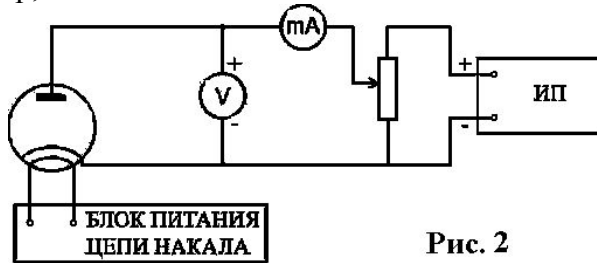 mA
+
V
-
+
-
ИП
БЛОК ПИТАНИЯ
ЦЕПИ НАКАЛА
Рис. 2